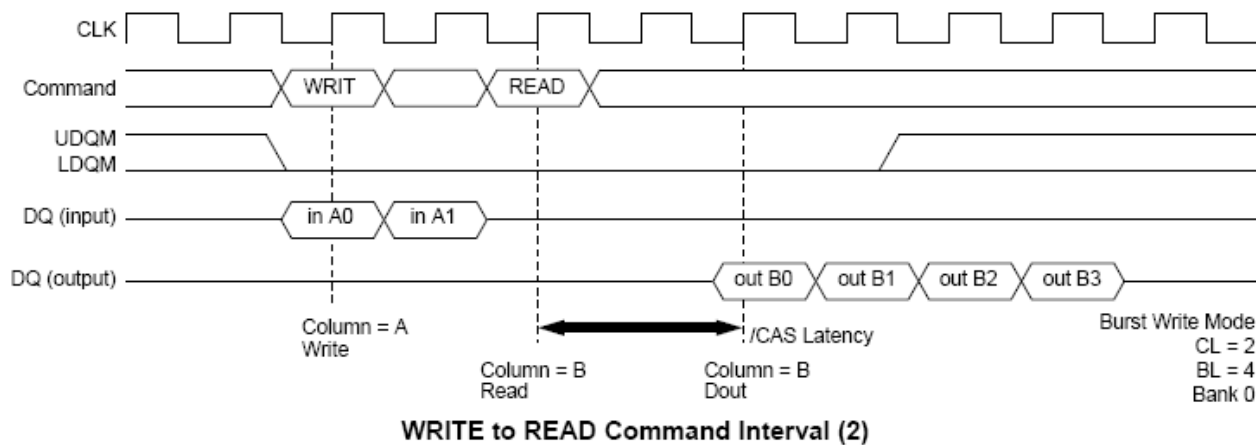 CLK
Command
WRIT
READ
UDQM
LDQM
DQ (input)
in A0
in A1
DQ (output)
out B0
out B1
out B2
out B3
Column = A
Write
/CAS Latency
Column = B
Read
Column = B
Dout
Burst Write Mode
CL = 2
BL = 4
Bank 0
WRITE to READ Command Interval (2)